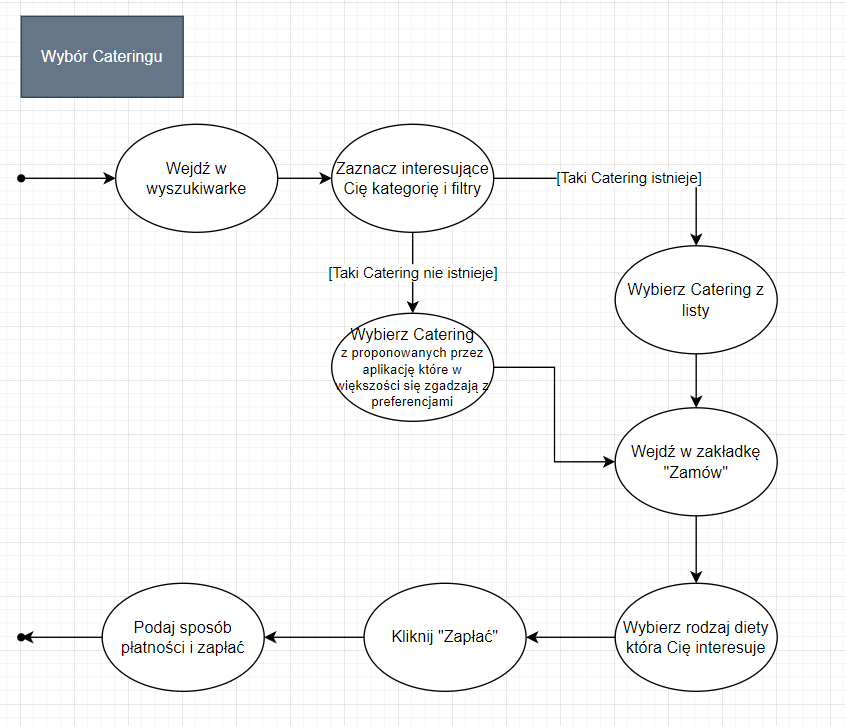 Wybór Cateringu
Wejdź w
wyszukiwarke
Zaznacz interesujące
Cię kategorię i filtry
[Taki Catering istnieje]
[Taki Catering nie istnieje]
Wybierz Catering z
listy
Wybierz Catering
z proponowanych przez
aplikację które w
większości się zgadzają z
preferencjami
Wejdź w zakładkę
"Zamów"
Wybierz rodzaj diety
która Cię interesuje
Kliknij "Zapłać"
Podaj sposób
płatności i zapłać